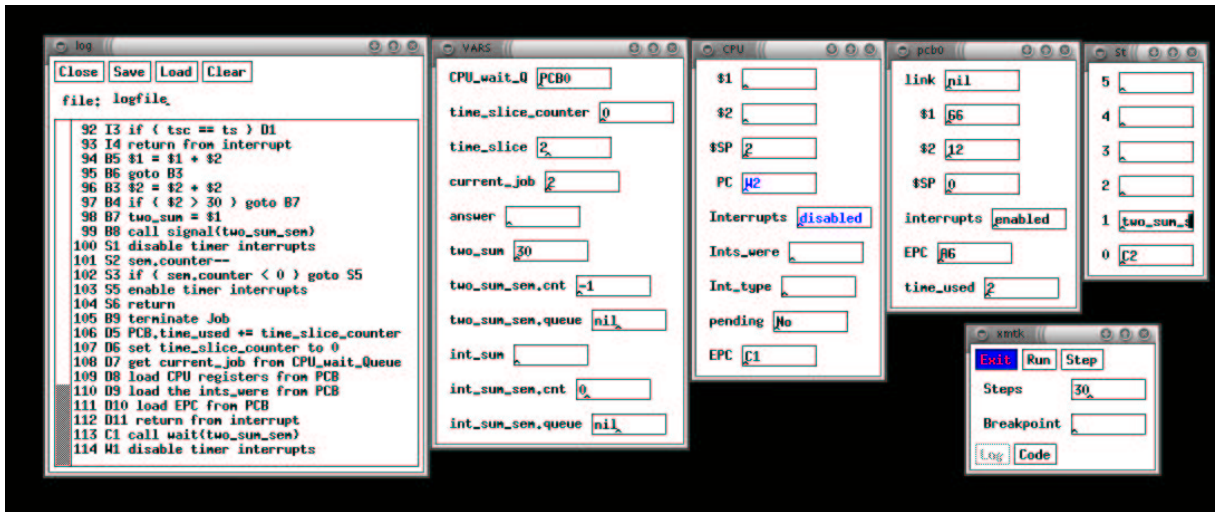 log
Close Save Load Clear
file: logfile
92 I3 if ( tsc == ts ) D1
93 I4 return from interrupt
94 B5 $1 = $1 + $2
95 B6 goto B3
96 B3 $2 = $2 + $2
97 B4 if ( $2 > 30 ) goto B7
98 B7 two_sum = $1
99 B8 call signal(two_sum_sem)
100 S1 disable timer interrupts
101 S2 sem.counter--
102 S3 if ( sem.counter < 0 ) goto S5
103 S5 enable timer interrupts
104 S6 return
105 B9 terminate Job
106 D5 PCB.time_used += time_slice_counter
107 D6 set time_slice_counter to 0
108 D7 get current_job from CPU_wait_Queue
109 D8 load CPU registers from PCB
110 D9 load the ints_were from PCB
111 D10 load EPC from PCB
112 D11 return from interrupt
113 C1 call wait(two_sum_sem)
114 W1 disable timer interrupts
VARS
CPU_wait_Q PCB0
time_slice_counter 0
time_slice 2
current_job 2
answer
two_sum 30
two_sum_sem.cnt -1
two_sum_sem.queue nil
int_sum
int_sum_sem.cnt 0
int_sum_sem.queue nil
CPU
$1
$2
$SP 2
PC W2
Interrupts disabled
Ints_were
Int_type
pending No
EPC C1
pcb0
link nil
$1 66
$2 12
$SP 0
interrupts enabled
EPC A6
time_used 2
St
5
4
3
2
1 two_sum_s
0 C2
xmtk
Exit Run Step
Steps 30
Breakpoint
Log Code